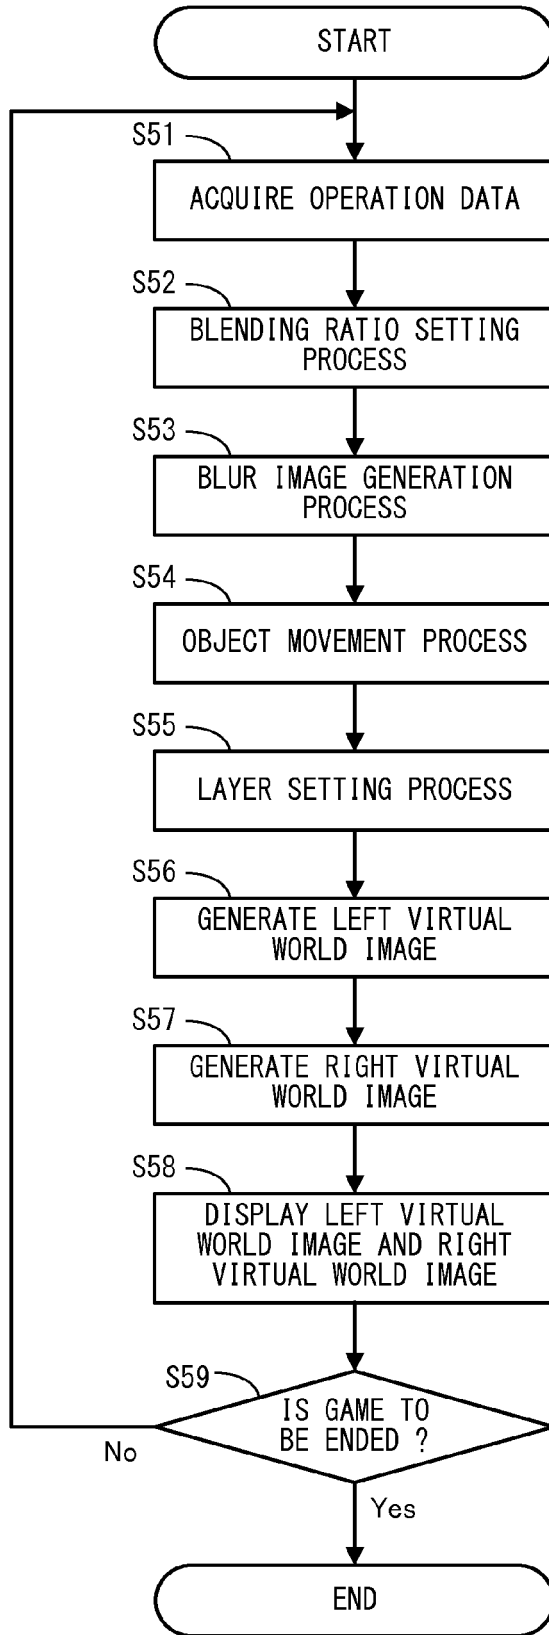 START
S51
ACQUIRE OPERATION DATA
S52
BLENDING RATIO SETTING
PROCESS
S53
BLUR IMAGE GENERATION
PROCESS
S54
OBJECT MOVEMENT PROCESS
S55
LAYER SETTING PROCESS
S56
GENERATE LEFT VIRTUAL
WORLD IMAGE
S57
GENERATE RIGHT VIRTUAL
WORLD IMAGE
S58
DISPLAY LEFT VIRTUAL
WORLD IMAGE AND RIGHT
VIRTUAL WORLD IMAGE
S59
IS GAME TO
BE ENDED ?
No
Yes
END